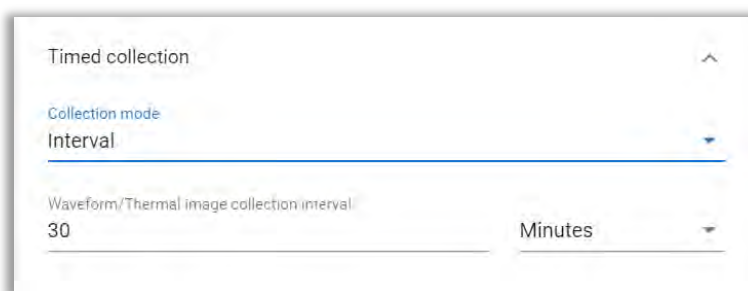 Timed collection
Collection mode
Interval
Waveform/Thermal image collection interval
30 Minutes